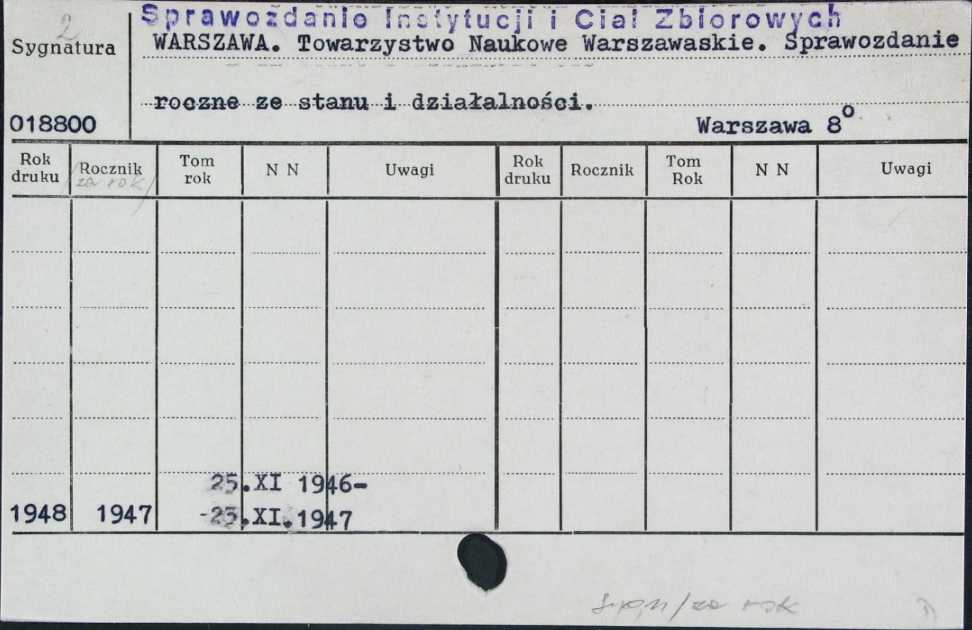 Sprawozdanie Instytucji i Ciał Zbiorowych
2
Sygnatura
WARSZAWA. Towarzystwo Naukowe Warszawaskie. Sprawozdanie
roczne ze stanu i działalności.
018800
Warszawa 8°
Rok druku Rocznik Tom rok N N Uwagi Rok druku Rocznik Tom Rok N N Uwagi
/za rok/
25.XI 1946-
1948 1947 -25.XI.1947
/za rok